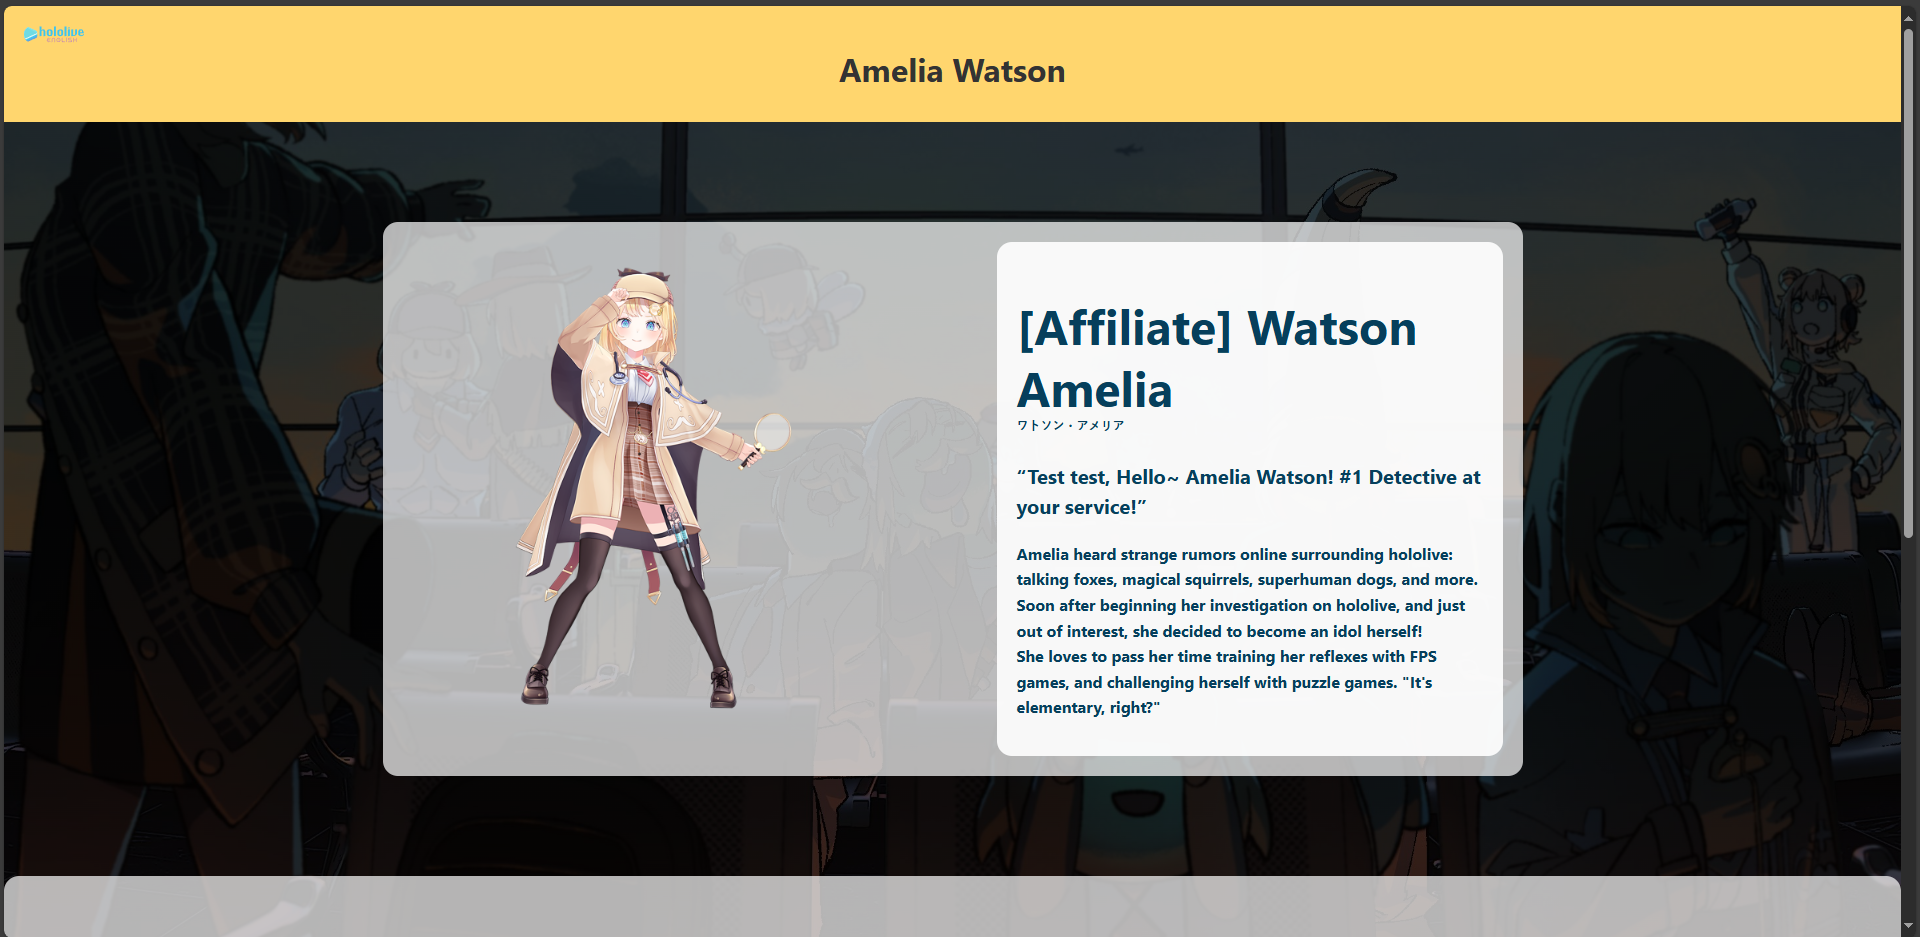 hololive
ENGLISH
Amelia Watson
[Affiliate] Watson
Amelia
ワトソン・アメリア
“Test test, Hello~ Amelia Watson! #1 Detective at
your service!”
Amelia heard strange rumors online surrounding hololive:
talking foxes, magical squirrels, superhuman dogs, and more.
Soon after beginning her investigation on hololive, and just
out of interest, she decided to become an idol herself!
She loves to pass her time training her reflexes with FPS
games, and challenging herself with puzzle games. "It's
elementary, right?"